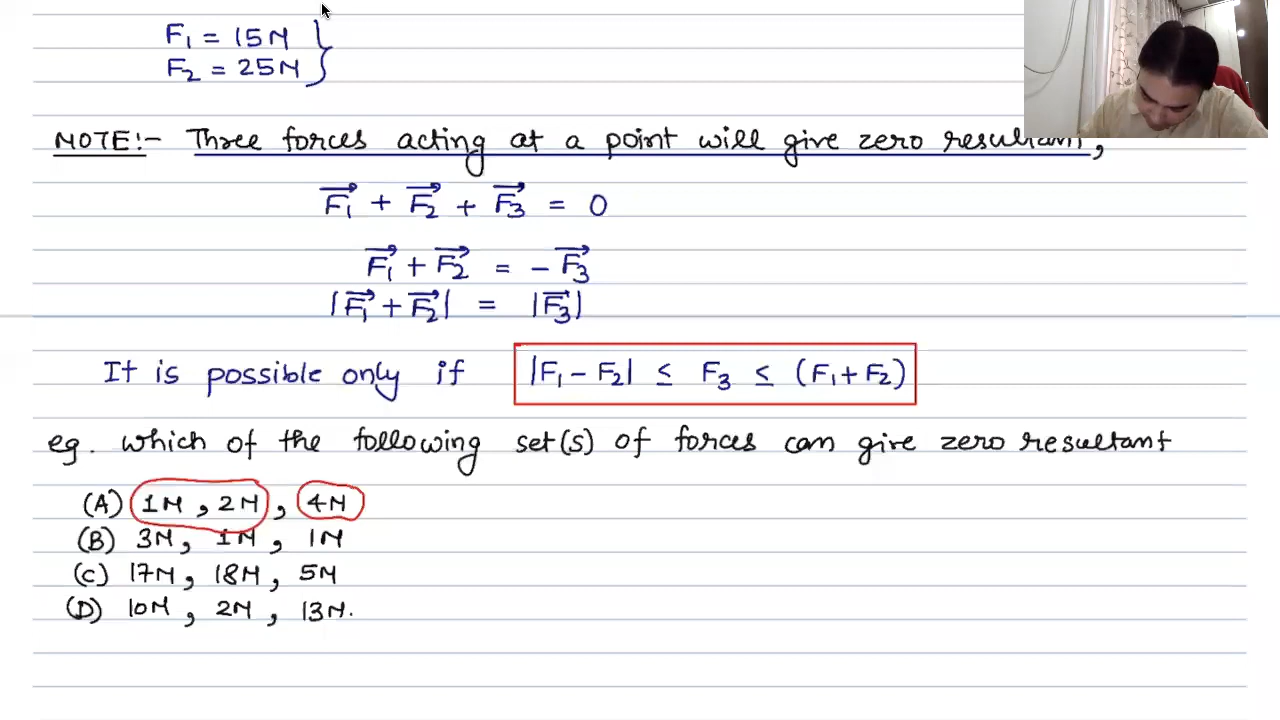 F₁ = 15N
F₂ = 25N
NOTE:- Three forces acting at a point will give zero resultant,
F₁ + F₂ + F₃ = 0
F₁ + F₂ = - F₃
|F₁ + F₂| = |F₃|
It is possible only if |F₁ - F₂| ≤ F₃ ≤ (F₁ + F₂)
eg. which of the following set(s) of forces can give zero resultant
(A) 1N, 2N, 4N
(B) 3N, 1N, 1N
(C) 17N, 18N, 5N
(D) 10N, 2N, 13N.